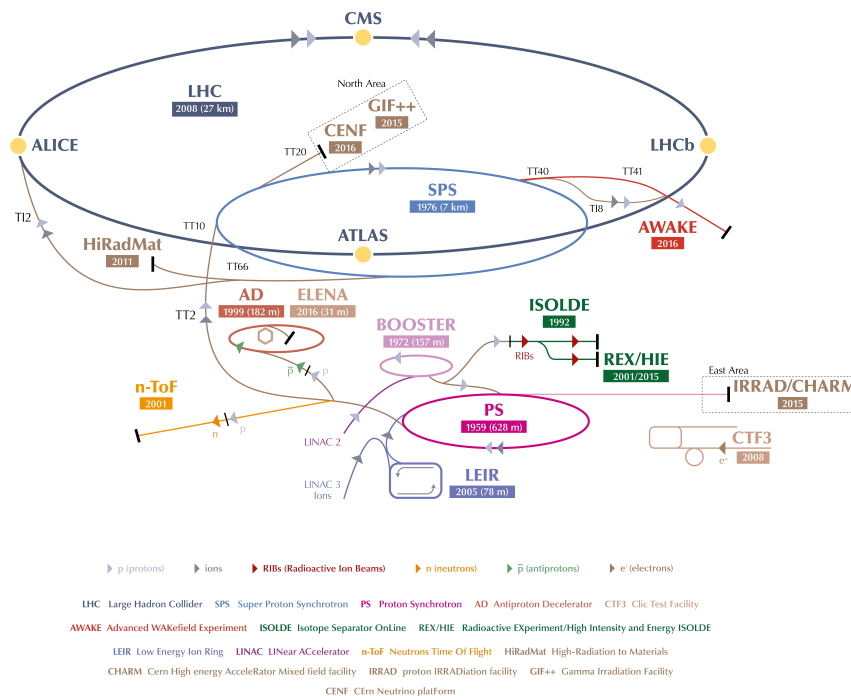 CMS
North Area
LHC
2008 (27 km)
GIF++
2015
CENF
2016
ALICE
LHCb
TT20
TT40
TT41
SPS
1976 (7 km)
TI8
TI2
TT10
ATLAS
AWAKE
2016
HiRadMat
2011
TT66
AD
1999 (182 m)
ELENA
2016 (31 m)
ISOLDE
1992
TT2
BOOSTER
1972 (157 m)
RIBs
REX/HIE
2001/2015
p̅
p
East Area
n-ToF
2001
IRRAD/CHARM
2015
PS
1959 (628 m)
n
p
LINAC 2
CTF3
2008
e-
LINAC 3
Ions
LEIR
2005 (78 m)
p (protons) ions RIBs (Radioactive Ion Beams) n (neutrons) p̅ (antiprotons) e- (electrons)
LHC Large Hadron Collider SPS Super Proton Synchrotron PS Proton Synchrotron AD Antiproton Decelerator CTF3 Clic Test Facility
AWAKE Advanced WAKefield Experiment ISOLDE Isotope Separator OnLine REX/HIE Radioactive EXperiment/High Intensity and Energy ISOLDE
LEIR Low Energy Ion Ring LINAC LINear ACcelerator n-ToF Neutrons Time Of Flight HiRadMat High-Radiation to Materials
CHARM Cern High energy AcceleRator Mixed field facility IRRAD proton IRRADiation facility GIF++ Gamma Irradiation Facility
CENF CErn Neutrino platForm